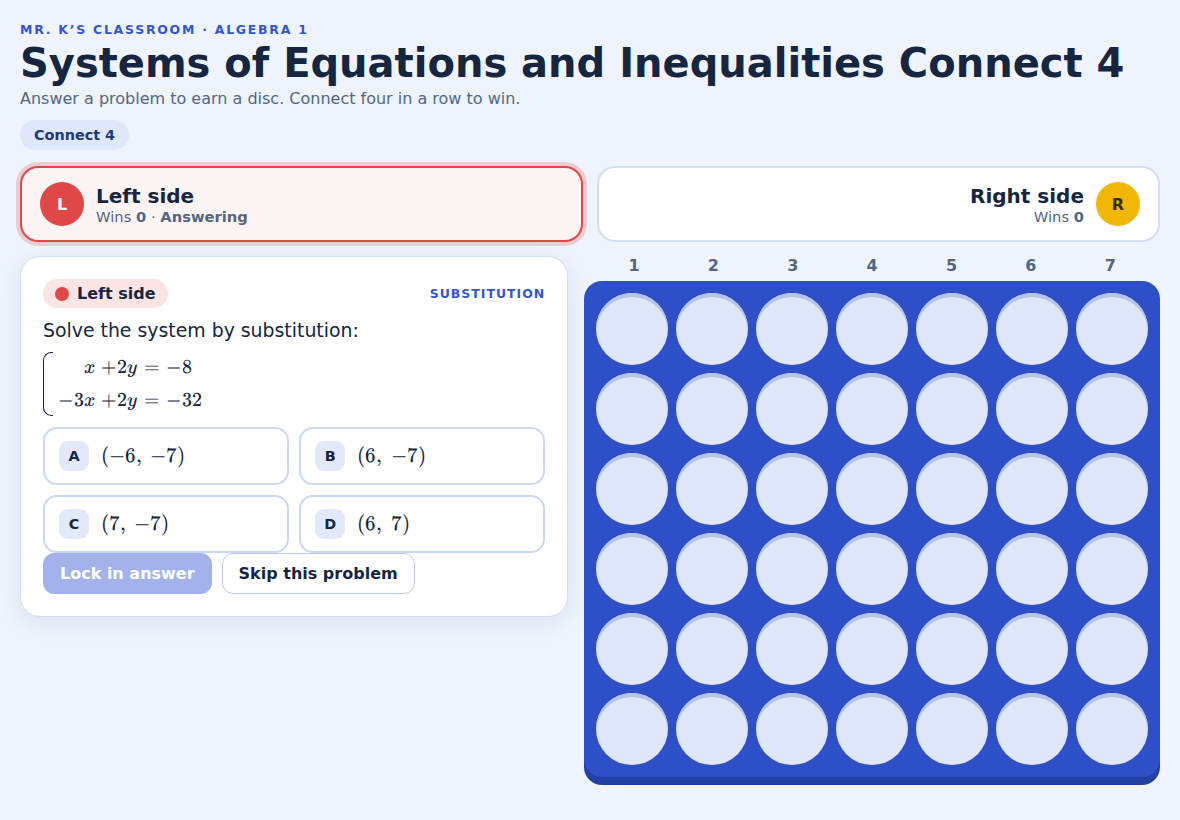 MR. K’S CLASSROOM · ALGEBRA 1
Systems of Equations and Inequalities Connect 4
Answer a problem to earn a disc. Connect four in a row to win.
Connect 4
L
Left side
Wins 0 · Answering
Right side
Wins 0
R
Left side
SUBSTITUTION
Solve the system by substitution:
x +2y = −8
−3x +2y = −32
A (−6, −7)
B (6, −7)
C (7, −7)
D (6, 7)
Lock in answer
Skip this problem
1 2 3 4 5 6 7